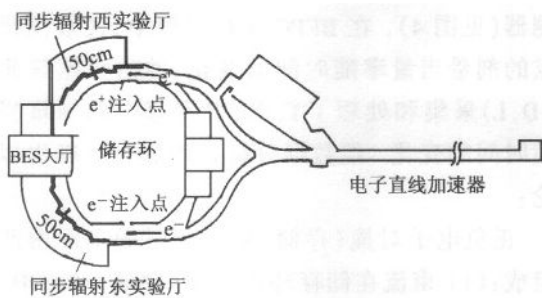 同步辐射西实验厅
50cm
e
e⁺注入点
BES大厅
储存环
电子直线加速器
e⁻注入点
e⁻
50cm
同步辐射东实验厅